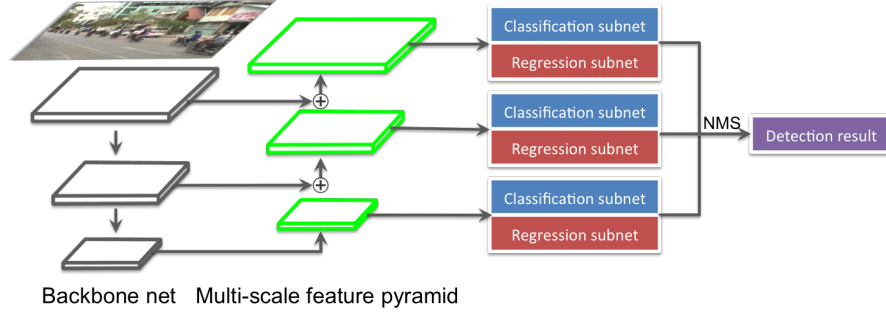 Classification subnet
Regression subnet
Classification subnet
Regression subnet
NMS
Detection result
Classification subnet
Regression subnet
Backbone net
Multi-scale feature pyramid